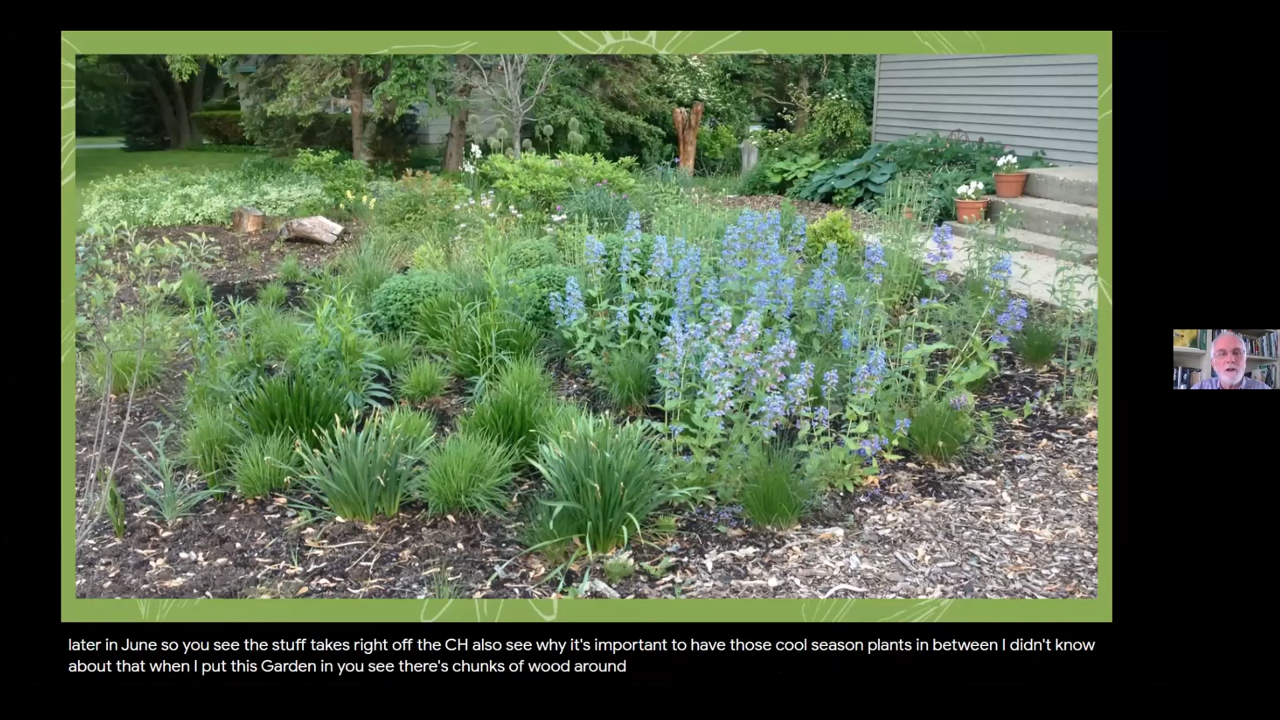 later in June so you see the stuff takes right off the CH also see why it's important to have those cool season plants in between I didn't know
about that when I put this Garden in you see there's chunks of wood around